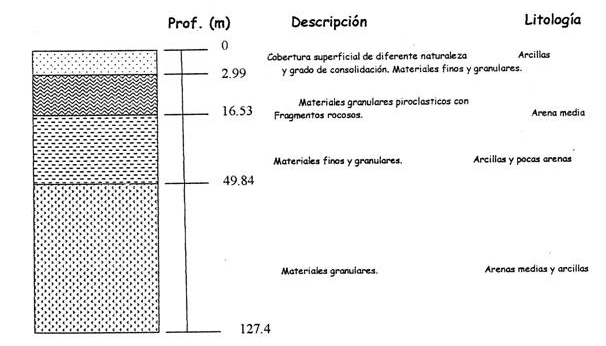 Prof. (m) Descripción Litología
0
Cobertura superficial de diferente naturaleza Arcillas
y grado de consolidación. Materiales finos y granulares.
2.99
Materiales granulares piroclasticos con
16.53 Fragmentos rocosos. Arena media
Materiales finos y granulares. Arcillas y pocas arenas
49.84
Materiales granulares. Arenas medias y arcillas
127.4